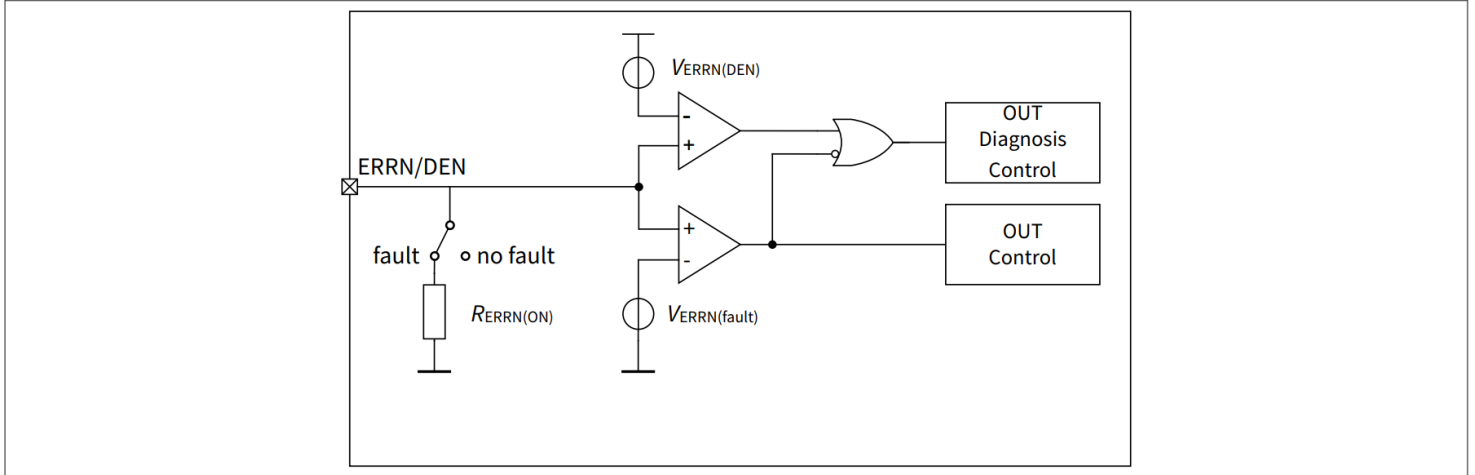 VERRN(DEN)
-
+
OUT
Diagnosis
Control
ERRN/DEN
+
-
OUT
Control
fault
no fault
RERRN(ON)
VERRN(fault)